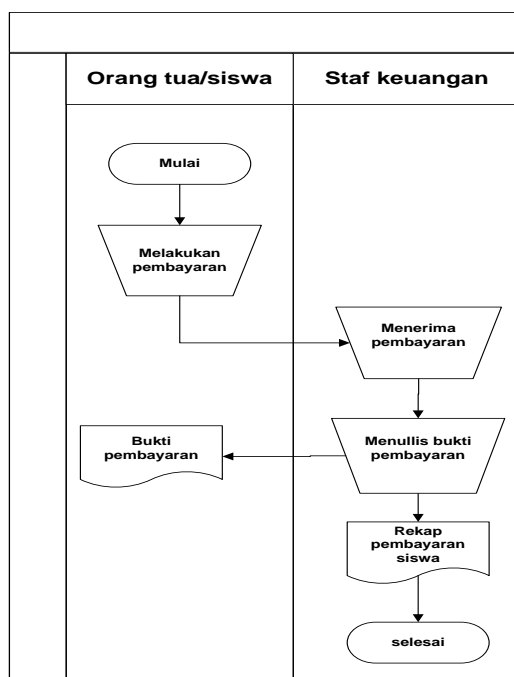 Orang tua/siswa
Staf keuangan
Mulai
Melakukan
pembayaran
Menerima
pembayaran
Bukti
pembayaran
Menullis bukti
pembayaran
Rekap
pembayaran
siswa
selesai